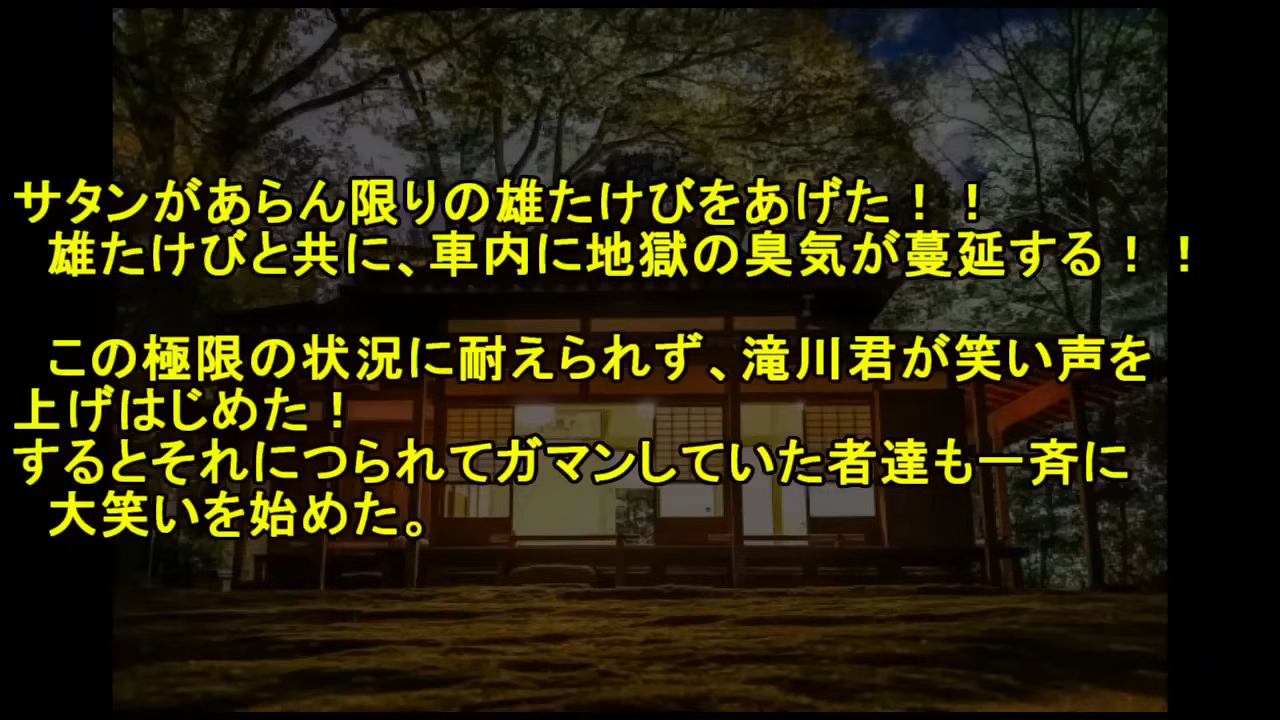 サタンがあらん限りの雄たけびをあげた！！
雄たけびと共に、車内に地獄の臭気が蔓延する！！
この極限の状況に耐えられず、滝川君が笑い声を
上げはじめた！
するとそれにつられてガマンしていた者達も一斉に
大笑いを始めた。